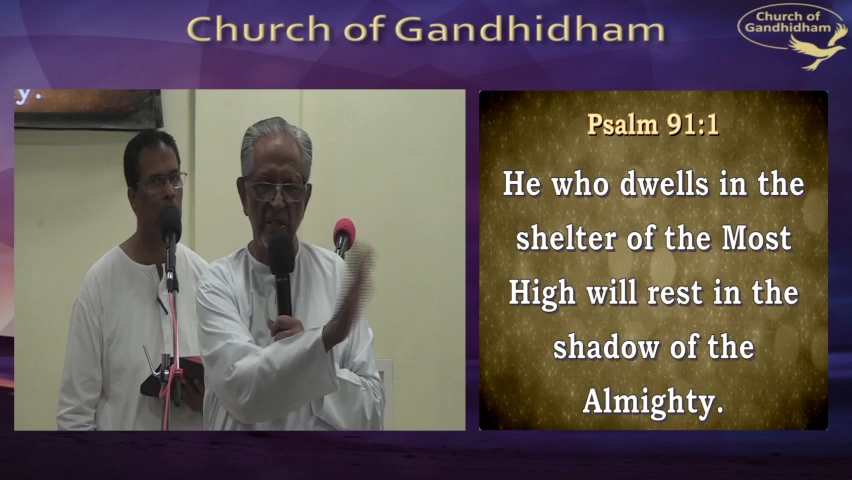 Church of Gandhidham
Church of
Gandhidham
y.
Psalm 91:1
He who dwells in the
shelter of the Most
High will rest in the
shadow of the
Almighty.